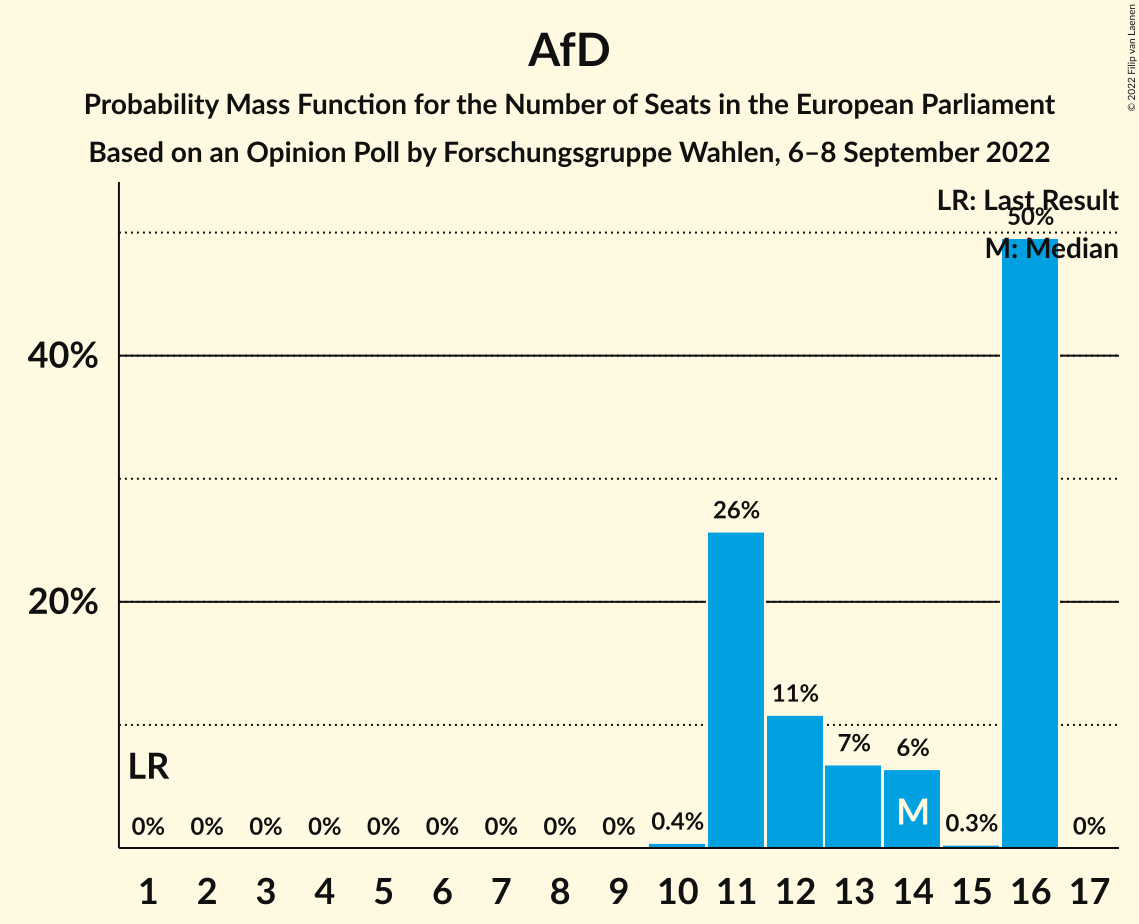 AfD
Probability Mass Function for the Number of Seats in the European Parliament
Based on an Opinion Poll by Forschungsgruppe Wahlen, 6–8 September 2022
© 2022 Filip van Laenen
LR: Last Result
M: Median
50%
40%
26%
20%
11%
7%
6%
LR
M
0% 0% 0% 0% 0% 0% 0% 0% 0% 0.4% 0.3% 0%
1 2 3 4 5 6 7 8 9 10 11 12 13 14 15 16 17